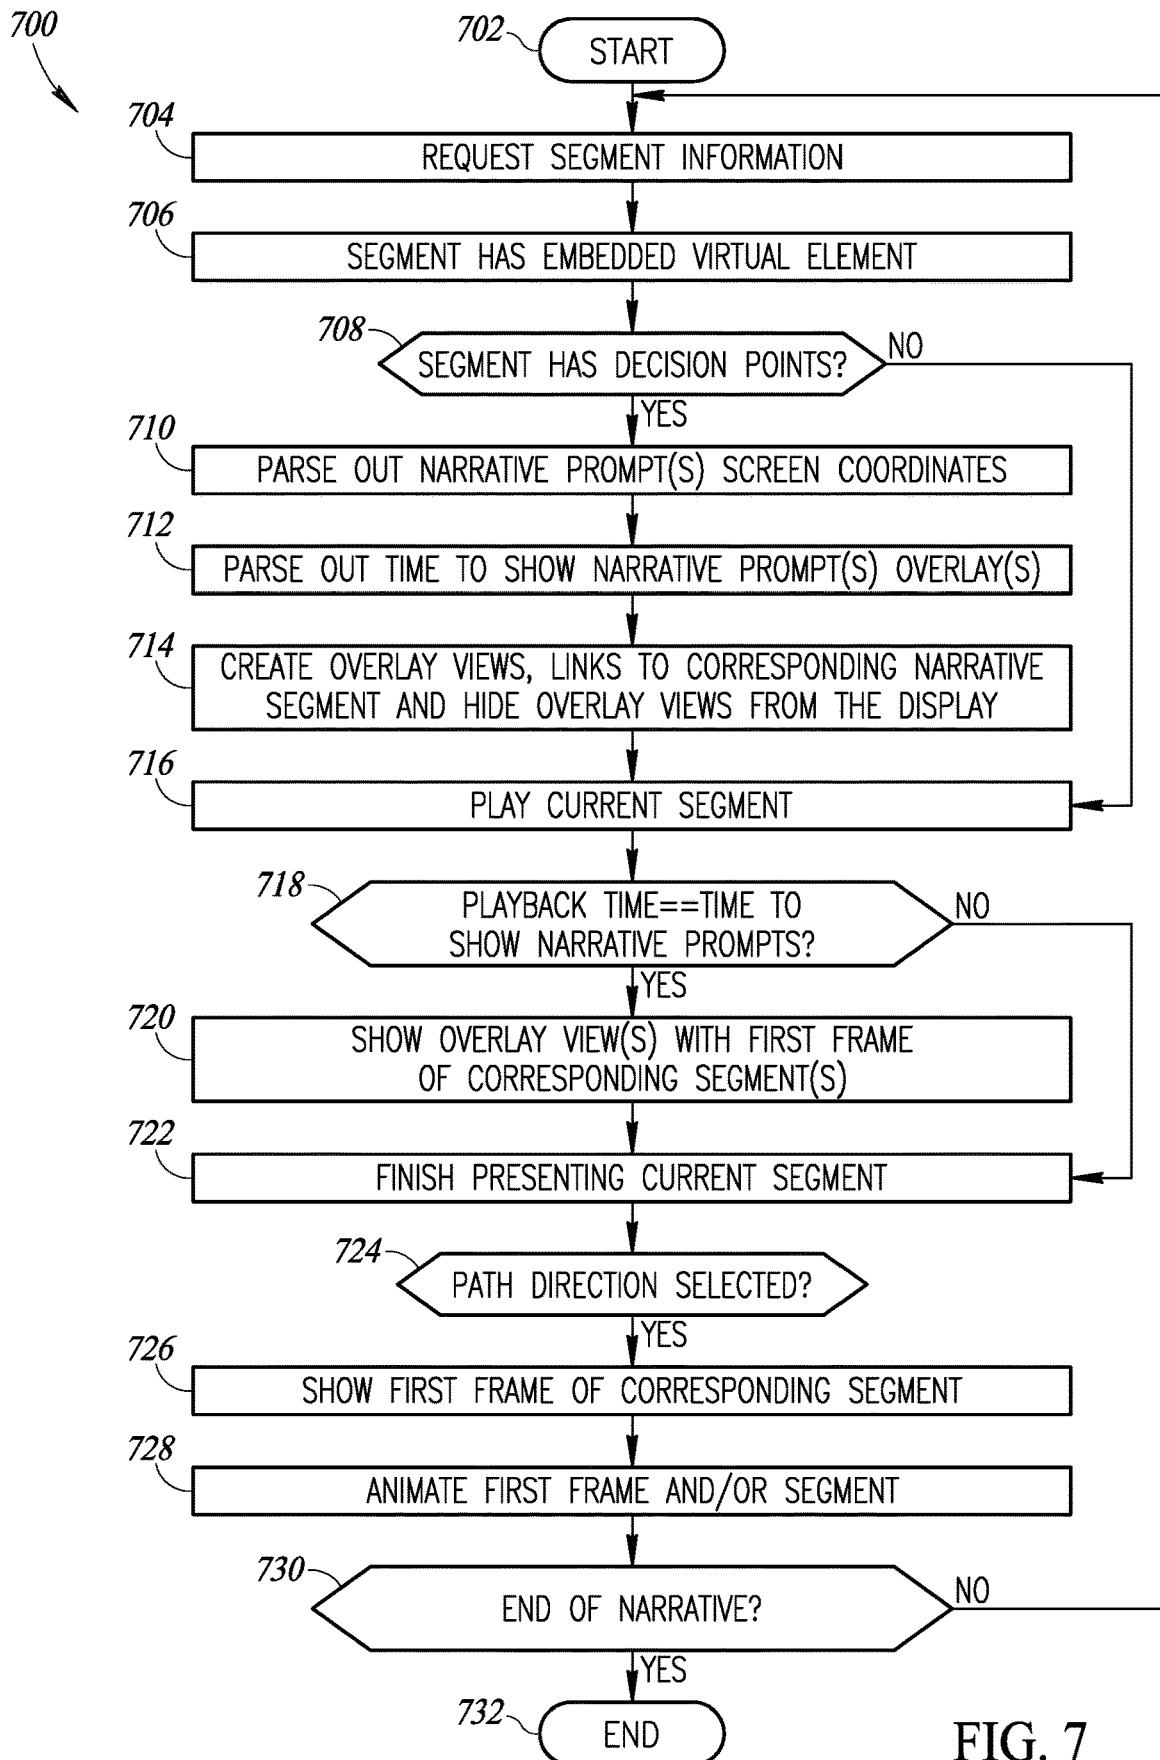 700
702
START
704
REQUEST SEGMENT INFORMATION
706
SEGMENT HAS EMBEDDED VIRTUAL ELEMENT
708
SEGMENT HAS DECISION POINTS?
NO
YES
710
PARSE OUT NARRATIVE PROMPT(S) SCREEN COORDINATES
712
PARSE OUT TIME TO SHOW NARRATIVE PROMPT(S) OVERLAY(S)
714
CREATE OVERLAY VIEWS, LINKS TO CORRESPONDING NARRATIVE
SEGMENT AND HIDE OVERLAY VIEWS FROM THE DISPLAY
716
PLAY CURRENT SEGMENT
718
PLAYBACK TIME==TIME TO
SHOW NARRATIVE PROMPTS?
NO
YES
720
SHOW OVERLAY VIEW(S) WITH FIRST FRAME
OF CORRESPONDING SEGMENT(S)
722
FINISH PRESENTING CURRENT SEGMENT
724
PATH DIRECTION SELECTED?
YES
726
SHOW FIRST FRAME OF CORRESPONDING SEGMENT
728
ANIMATE FIRST FRAME AND/OR SEGMENT
730
END OF NARRATIVE?
NO
YES
732
END
FIG. 7